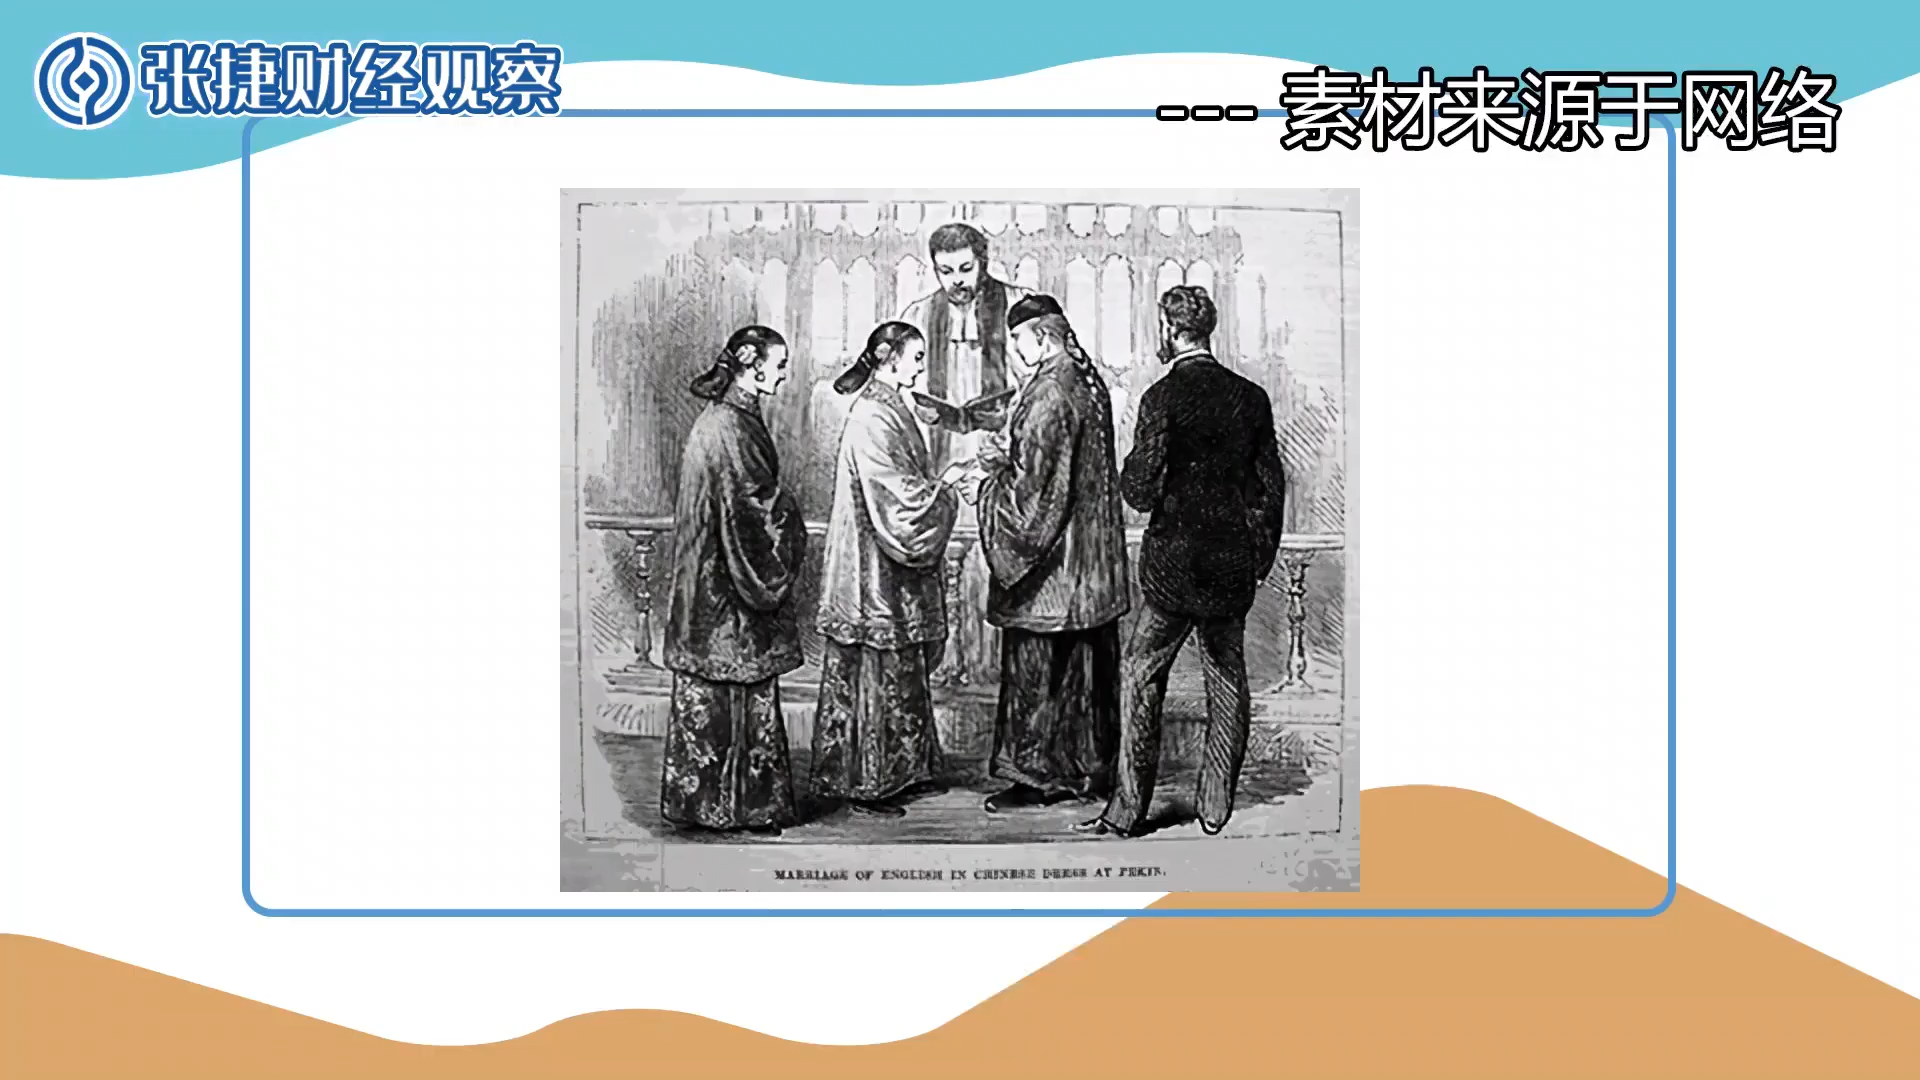 张捷财经观察
--- 素材来源于网络
MARRIAGE OF ENGLISH IN CHINESE DRESS AT PEKIN.